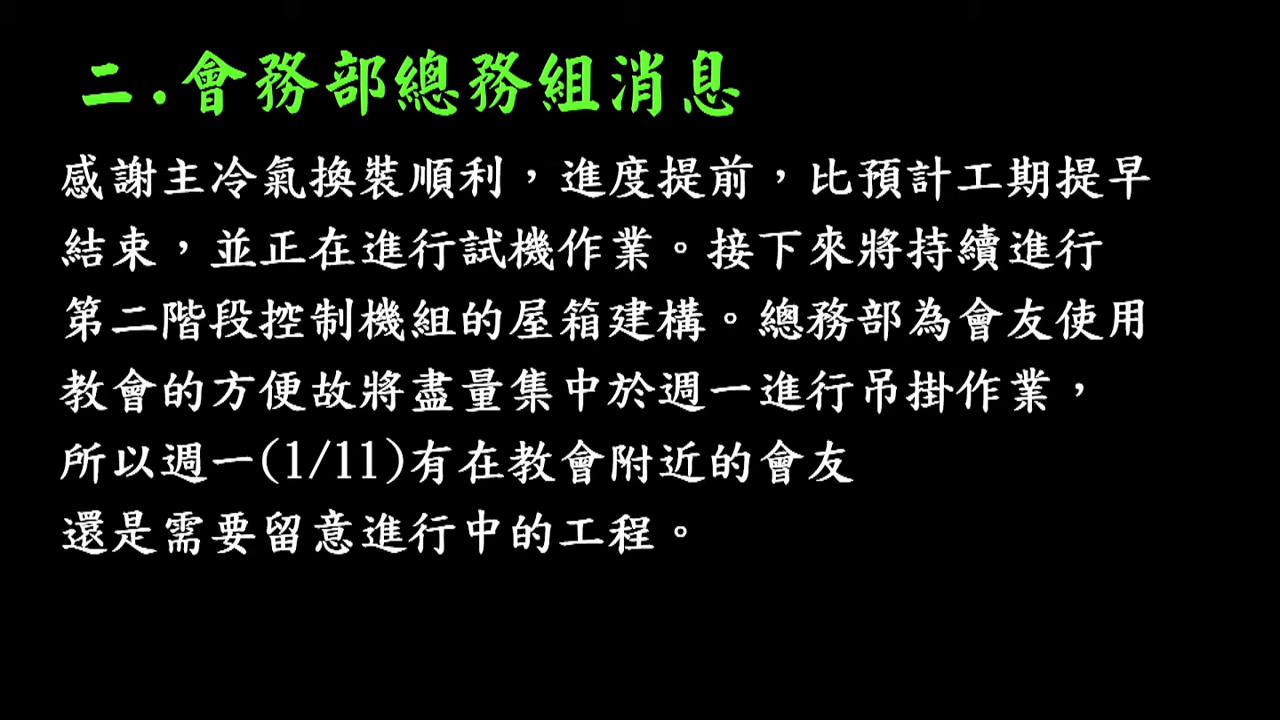 二.會務部總務組消息
感謝主冷氣換裝順利，進度提前，比預計工期提早
結束，並正在進行試機作業。接下來將持續進行
第二階段控制機組的屋箱建構。總務部為會友使用
教會的方便故將盡量集中於週一進行吊掛作業，
所以週一(1/11)有在教會附近的會友
還是需要留意進行中的工程。